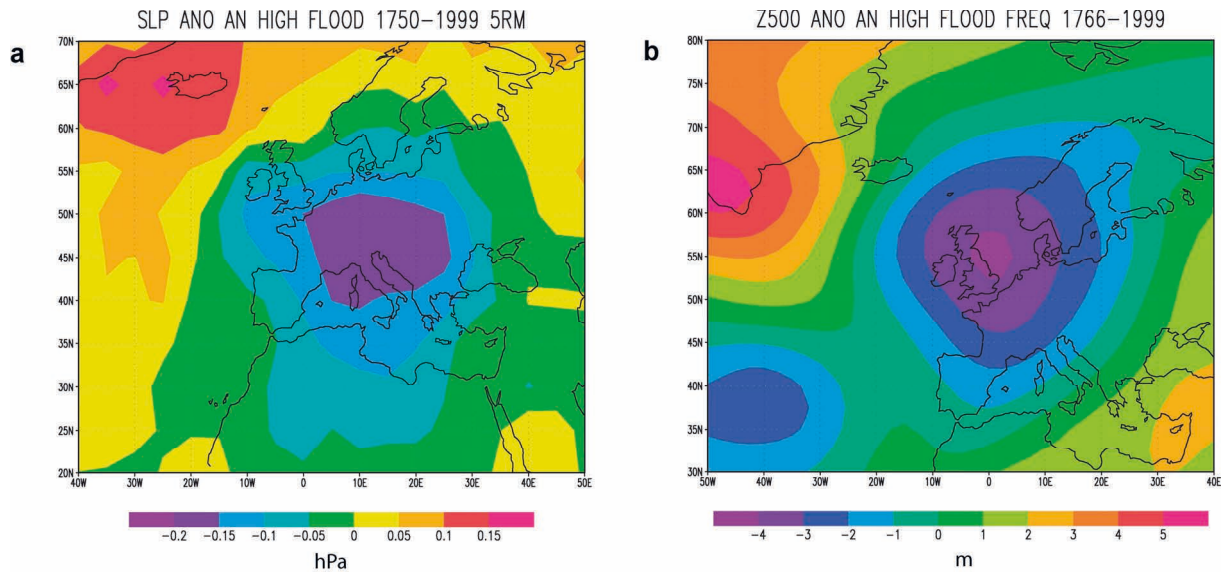 SLP ANO AN HIGH FLOOD 1750-1999 5RM
a
70N
65N
60N
55N
50N
45N
40N
35N
30N
25N
20N
40W
30W
20W
10W
0
10E
20E
30E
40E
50E
-0.2 -0.15 -0.1 -0.05 0 0.05 0.1 0.15
hPa
Z500 ANO AN HIGH FLOOD FREQ 1766-1999
b
80N
75N
70N
65N
60N
55N
50N
45N
40N
35N
30N
50W
40W
30W
20W
10W
0
10E
20E
30E
40E
-4 -3 -2 -1 0 1 2 3 4 5
m